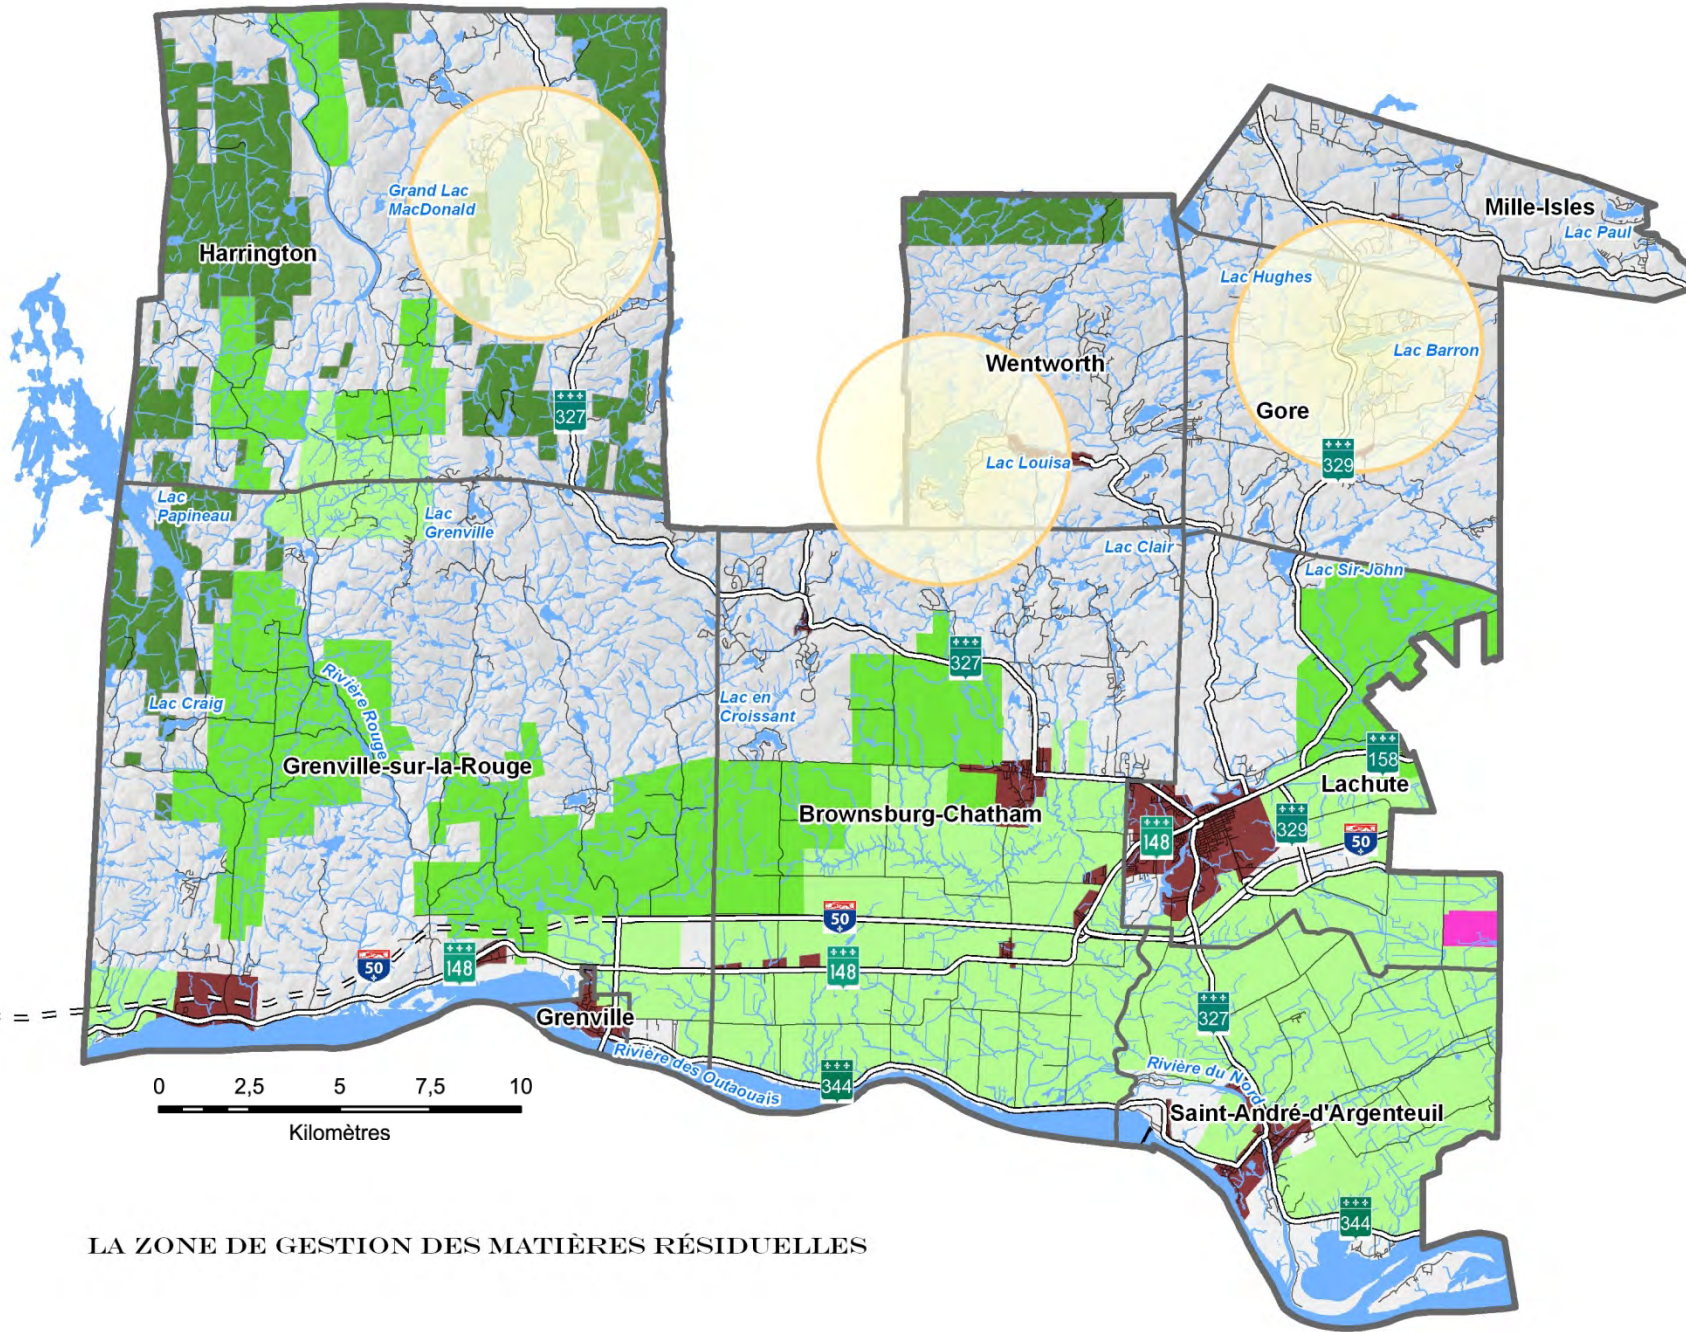 Grand Lac
MacDonald
Harrington
Mille-Isles
Lac Paul
Lac Hughes
Lac Barron
Wentworth
Gore
327
329
Lac Louisa
Lac
Papineau
Lac
Grenville
Lac Clair
Lac Sir-John
327
Rivière Rouge
Lac Craig
Lac en
Croissant
Grenville-sur-la-Rouge
158
Lachute
Brownsburg-Chatham
148
329
50
50
148
50
148
327
Grenville
Rivière des Outaouais
344
Rivière du Nord
Saint-André-d'Argenteuil
344
0 2,5 5 7,5 10
Kilomètres
LA ZONE DE GESTION DES MATIÈRES RÉSIDUELLES